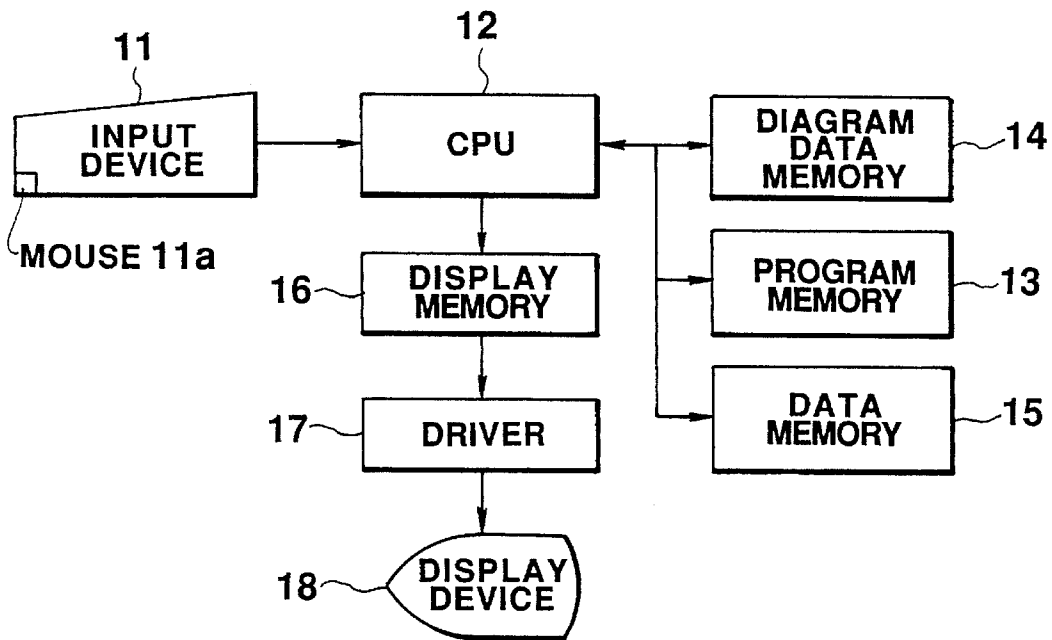 11
12
INPUT
DEVICE
CPU
DIAGRAM
DATA
MEMORY
14
MOUSE 11a
16
DISPLAY
MEMORY
PROGRAM
MEMORY
13
17
DRIVER
DATA
MEMORY
15
18
DISPLAY
DEVICE